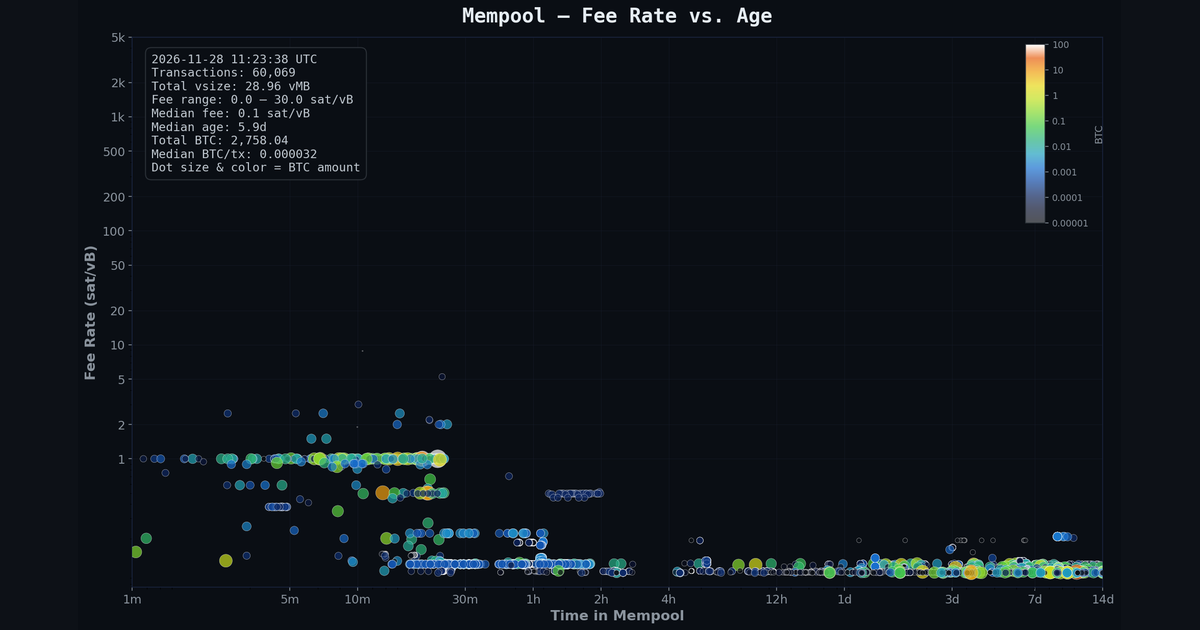 Mempool — Fee Rate vs. Age
2026-11-28 11:23:38 UTC
Transactions: 60,069
Total vsize: 28.96 vMB
Fee range: 0.0 – 30.0 sat/vB
Median fee: 0.1 sat/vB
Median age: 5.9d
Total BTC: 2,758.04
Median BTC/tx: 0.000032
Dot size & color = BTC amount
100
10
1
0.1
0.01
0.001
0.0001
0.00001
BTC
Fee Rate (sat/vB)
5k
2k
1k
500
200
100
50
20
10
5
2
1
1m 5m 10m 30m 1h 2h 4h 12h 1d 3d 7d 14d
Time in Mempool